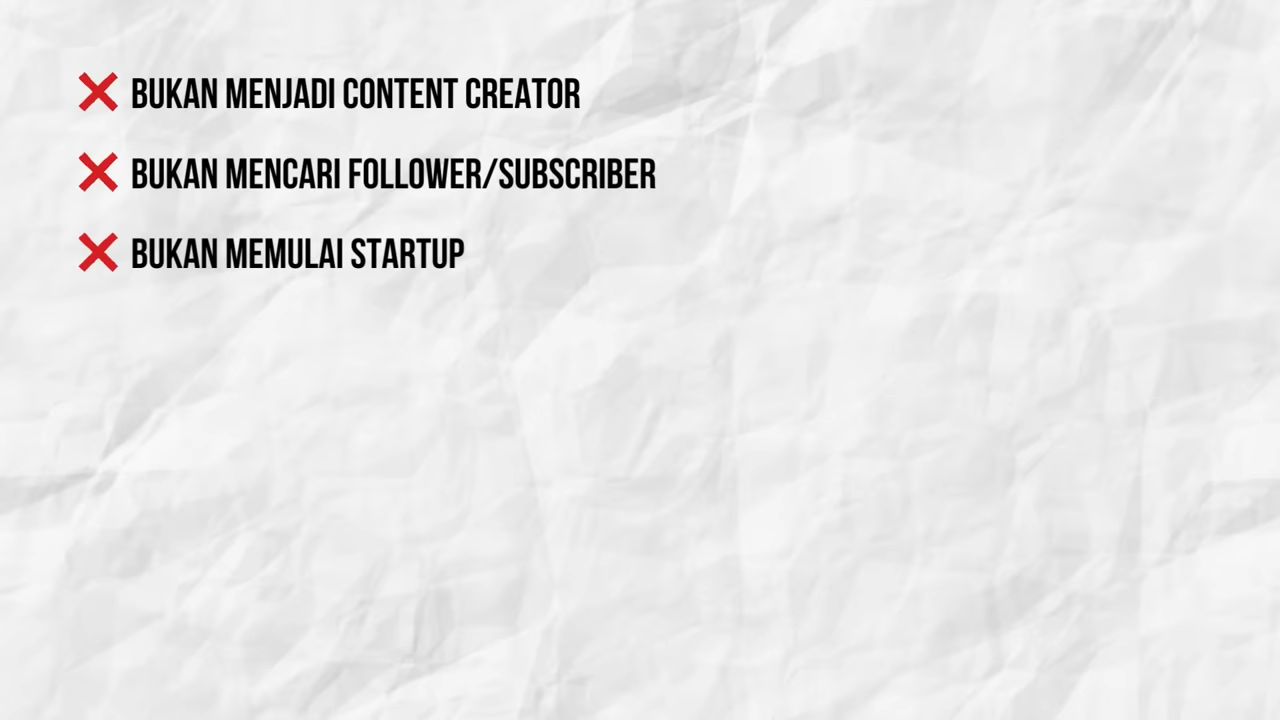 ❌ BUKAN MENJADI CONTENT CREATOR
❌ BUKAN MENCARI FOLLOWER/SUBSCRIBER
❌ BUKAN MEMULAI STARTUP